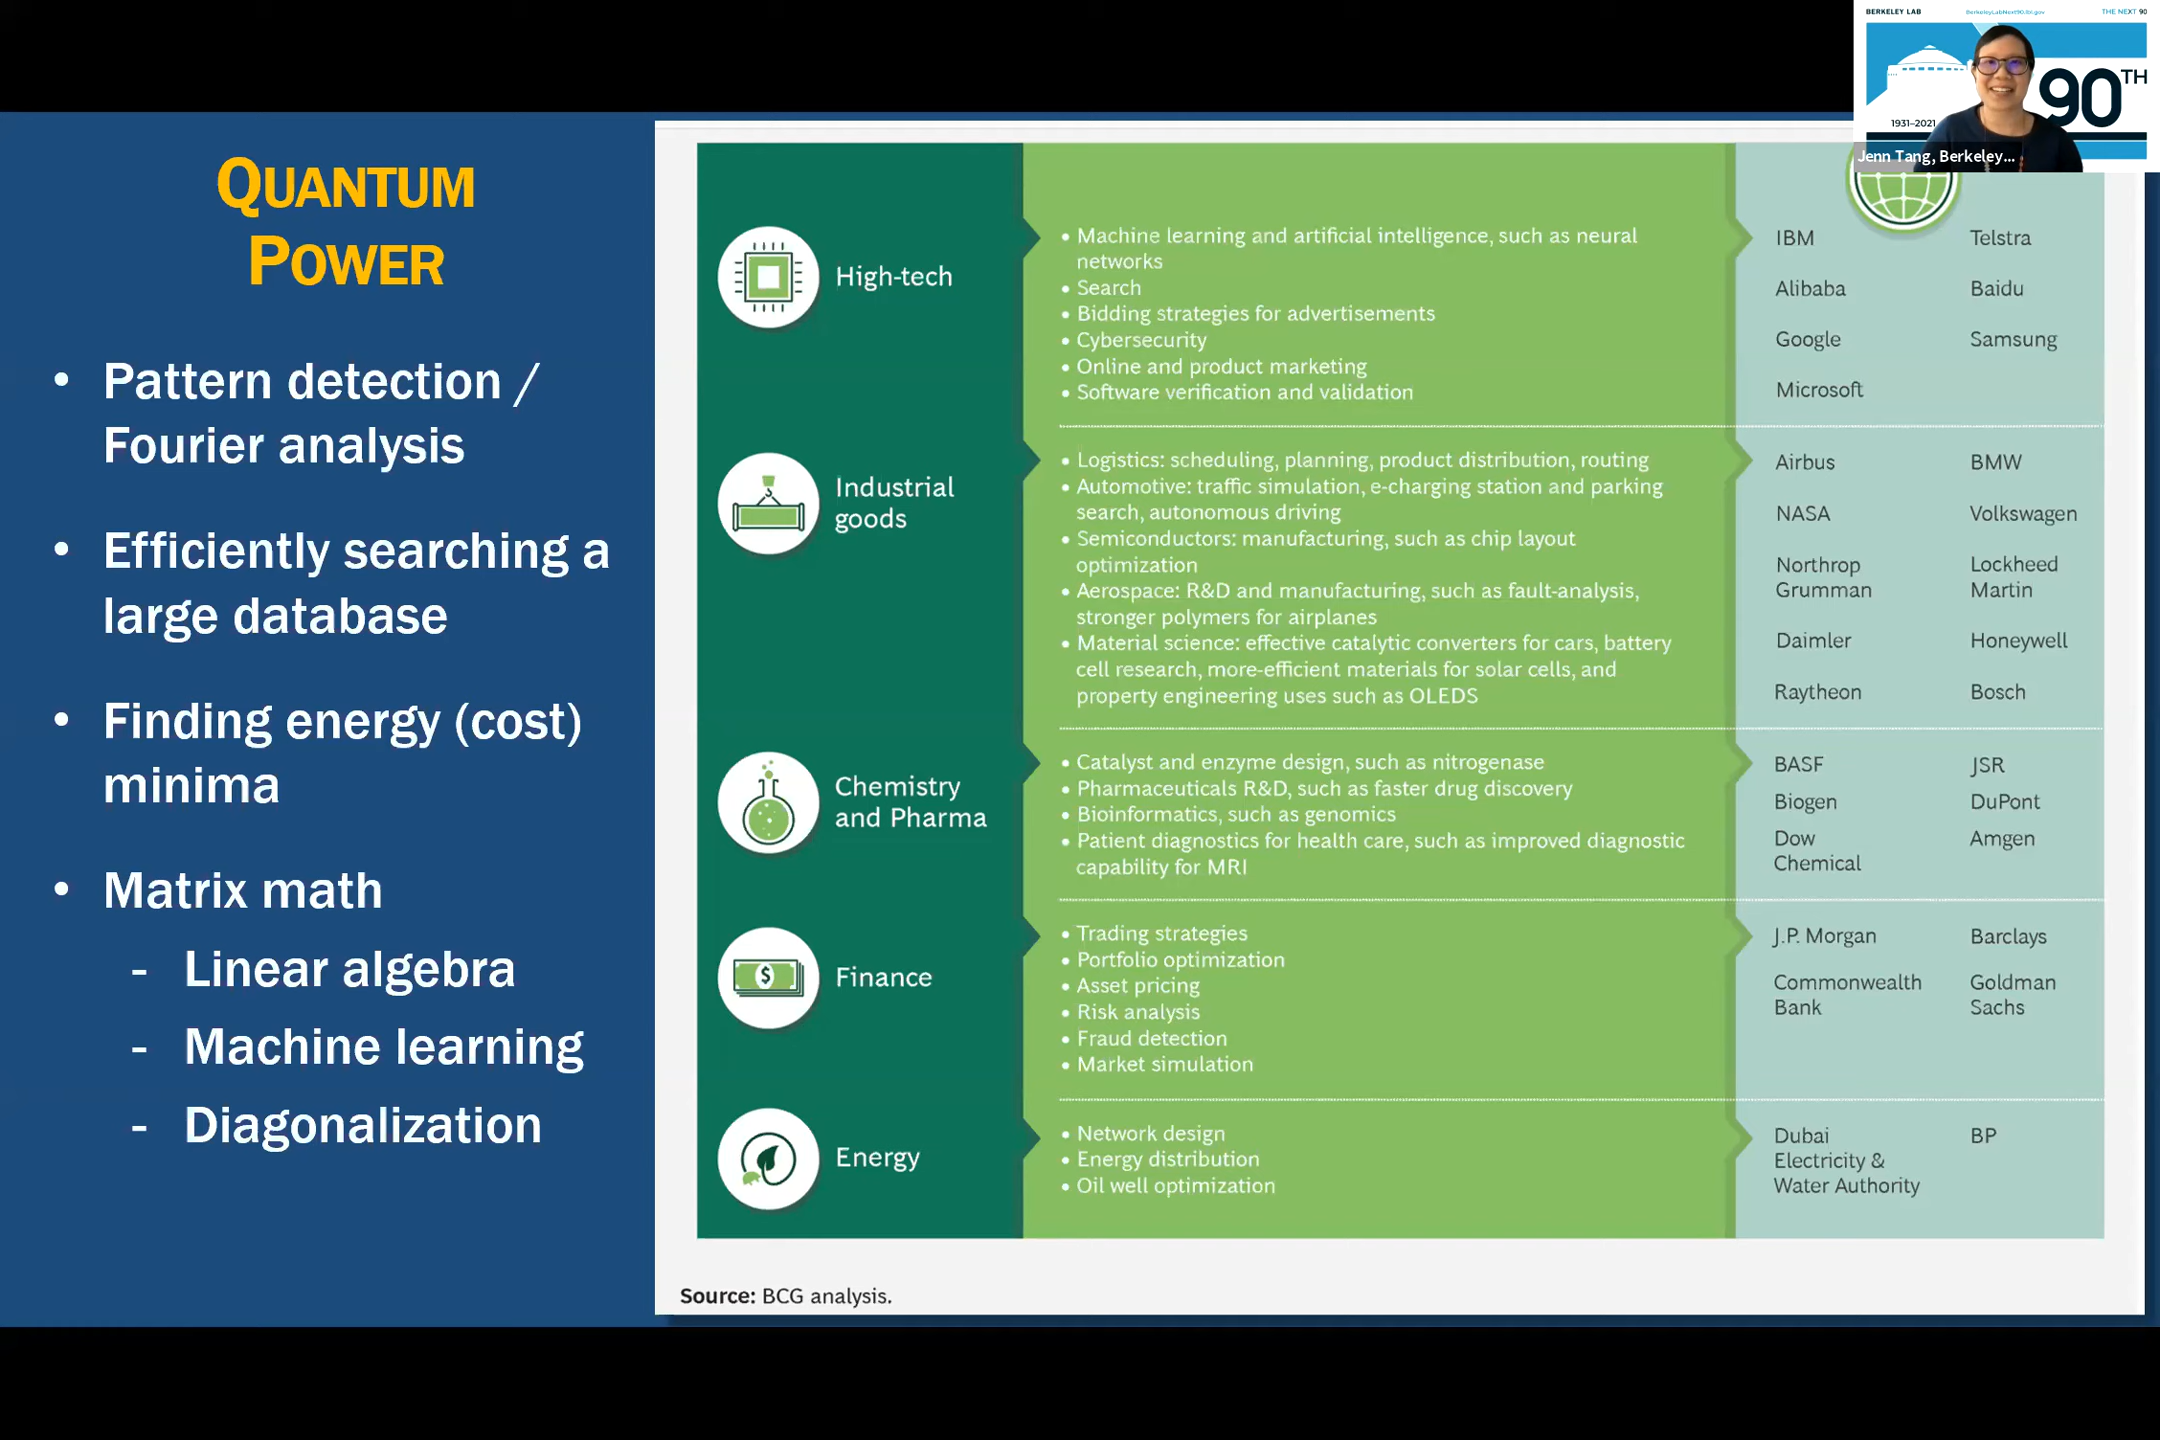 BERKELEY LAB
BerkeleyLabNext90.lbl.gov
THE NEXT 90
90TH
1931–2021
Jenn Tang, Berkeley...
QUANTUM
POWER
• Pattern detection /
Fourier analysis
• Efficiently searching a
large database
• Finding energy (cost)
minima
• Matrix math
- Linear algebra
- Machine learning
- Diagonalization
High-tech
• Machine learning and artificial intelligence, such as neural
networks
• Search
• Bidding strategies for advertisements
• Cybersecurity
• Online and product marketing
• Software verification and validation
IBM
Telstra
Alibaba
Baidu
Google
Samsung
Microsoft
Industrial
goods
• Logistics: scheduling, planning, product distribution, routing
• Automotive: traffic simulation, e-charging station and parking
search, autonomous driving
• Semiconductors: manufacturing, such as chip layout
optimization
• Aerospace: R&D and manufacturing, such as fault-analysis,
stronger polymers for airplanes
• Material science: effective catalytic converters for cars, battery
cell research, more-efficient materials for solar cells, and
property engineering uses such as OLEDS
Airbus
BMW
NASA
Volkswagen
Northrop
Grumman
Lockheed
Martin
Daimler
Honeywell
Raytheon
Bosch
Chemistry
and Pharma
• Catalyst and enzyme design, such as nitrogenase
• Pharmaceuticals R&D, such as faster drug discovery
• Bioinformatics, such as genomics
• Patient diagnostics for health care, such as improved diagnostic
capability for MRI
BASF
JSR
Biogen
DuPont
Dow
Chemical
Amgen
Finance
• Trading strategies
• Portfolio optimization
• Asset pricing
• Risk analysis
• Fraud detection
• Market simulation
J.P. Morgan
Barclays
Commonwealth
Bank
Goldman
Sachs
Energy
• Network design
• Energy distribution
• Oil well optimization
Dubai
Electricity &
Water Authority
BP
Source: BCG analysis.